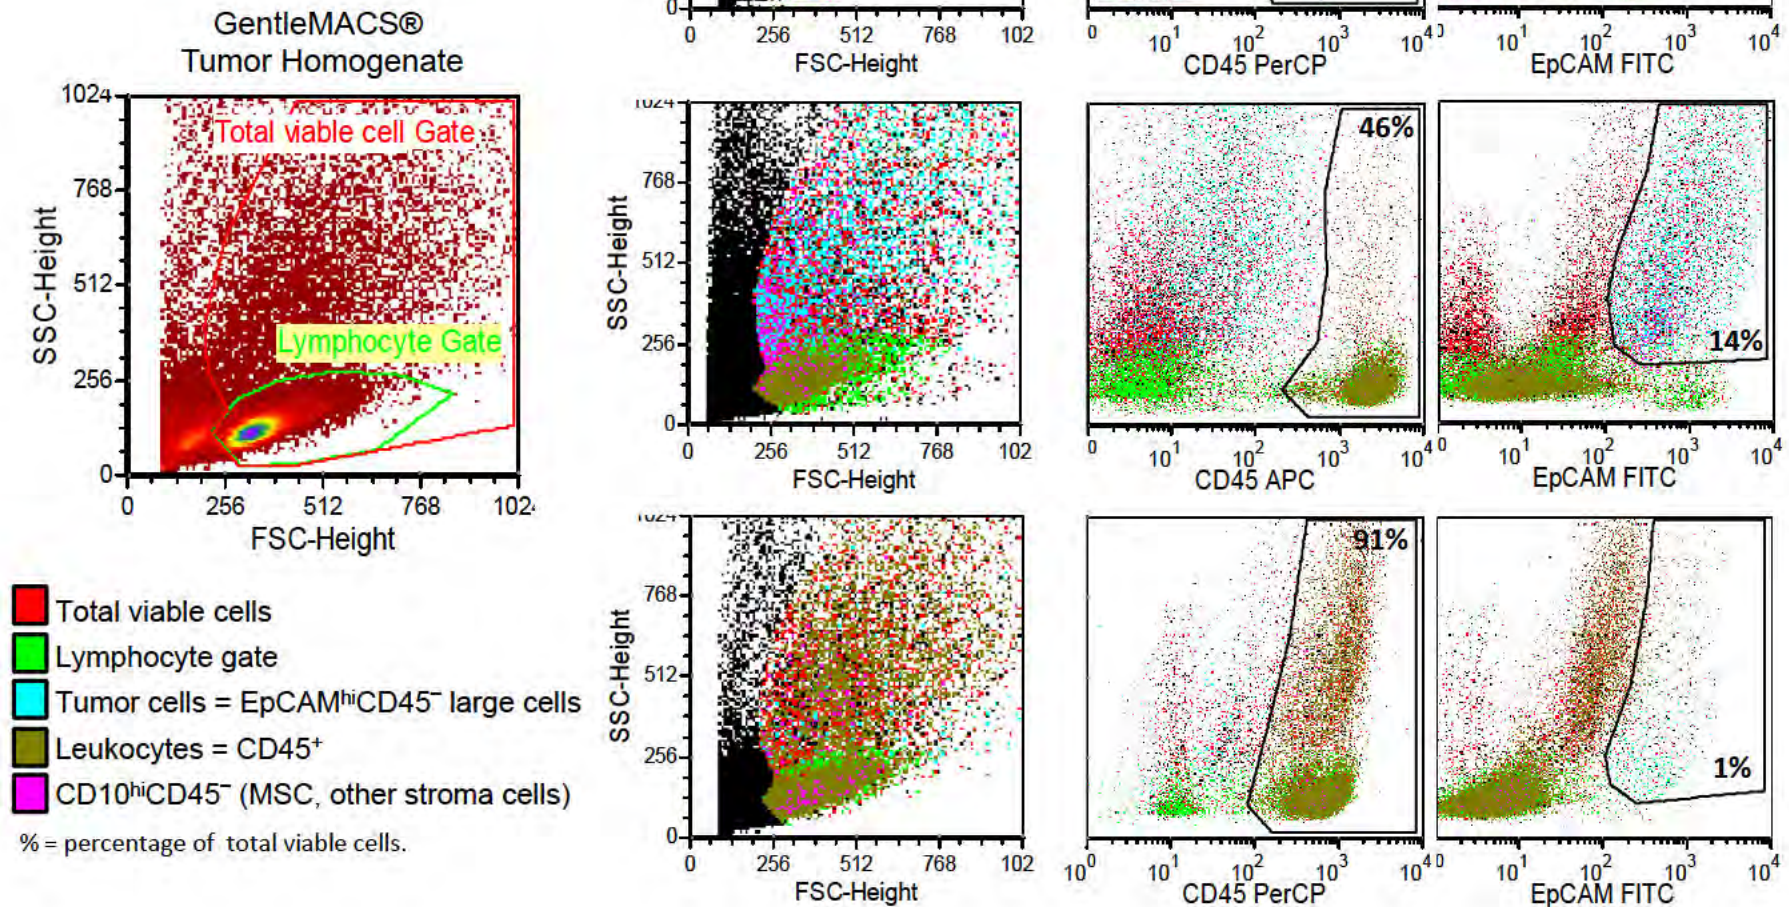 GentleMACS®
Tumor Homogenate
1024
768
512
256
0
0 256 512 768 102
SSC-Height
FSC-Height
Total viable cell Gate
Lymphocyte Gate
Total viable cells
Lymphocyte gate
Tumor cells = EpCAMʰⁱCD45⁻ large cells
Leukocytes = CD45⁺
CD10ʰⁱCD45⁻ (MSC, other stroma cells)
% = percentage of total viable cells.
0
0 256 512 768 102
FSC-Height
0 10¹ 10² 10³ 10⁴
CD45 PerCP
10¹ 10² 10³ 10⁴
EpCAM FITC
1024
768
512
256
0
SSC-Height
0 256 512 768 102
FSC-Height
46%
0 10¹ 10² 10³ 10⁴
CD45 APC
14%
10¹ 10² 10³ 10⁴
EpCAM FITC
1024
768
512
256
0
SSC-Height
0 256 512 768 102
FSC-Height
91%
10⁰ 10¹ 10² 10³ 10⁴
CD45 PerCP
1%
0 10¹ 10² 10³ 10⁴
EpCAM FITC